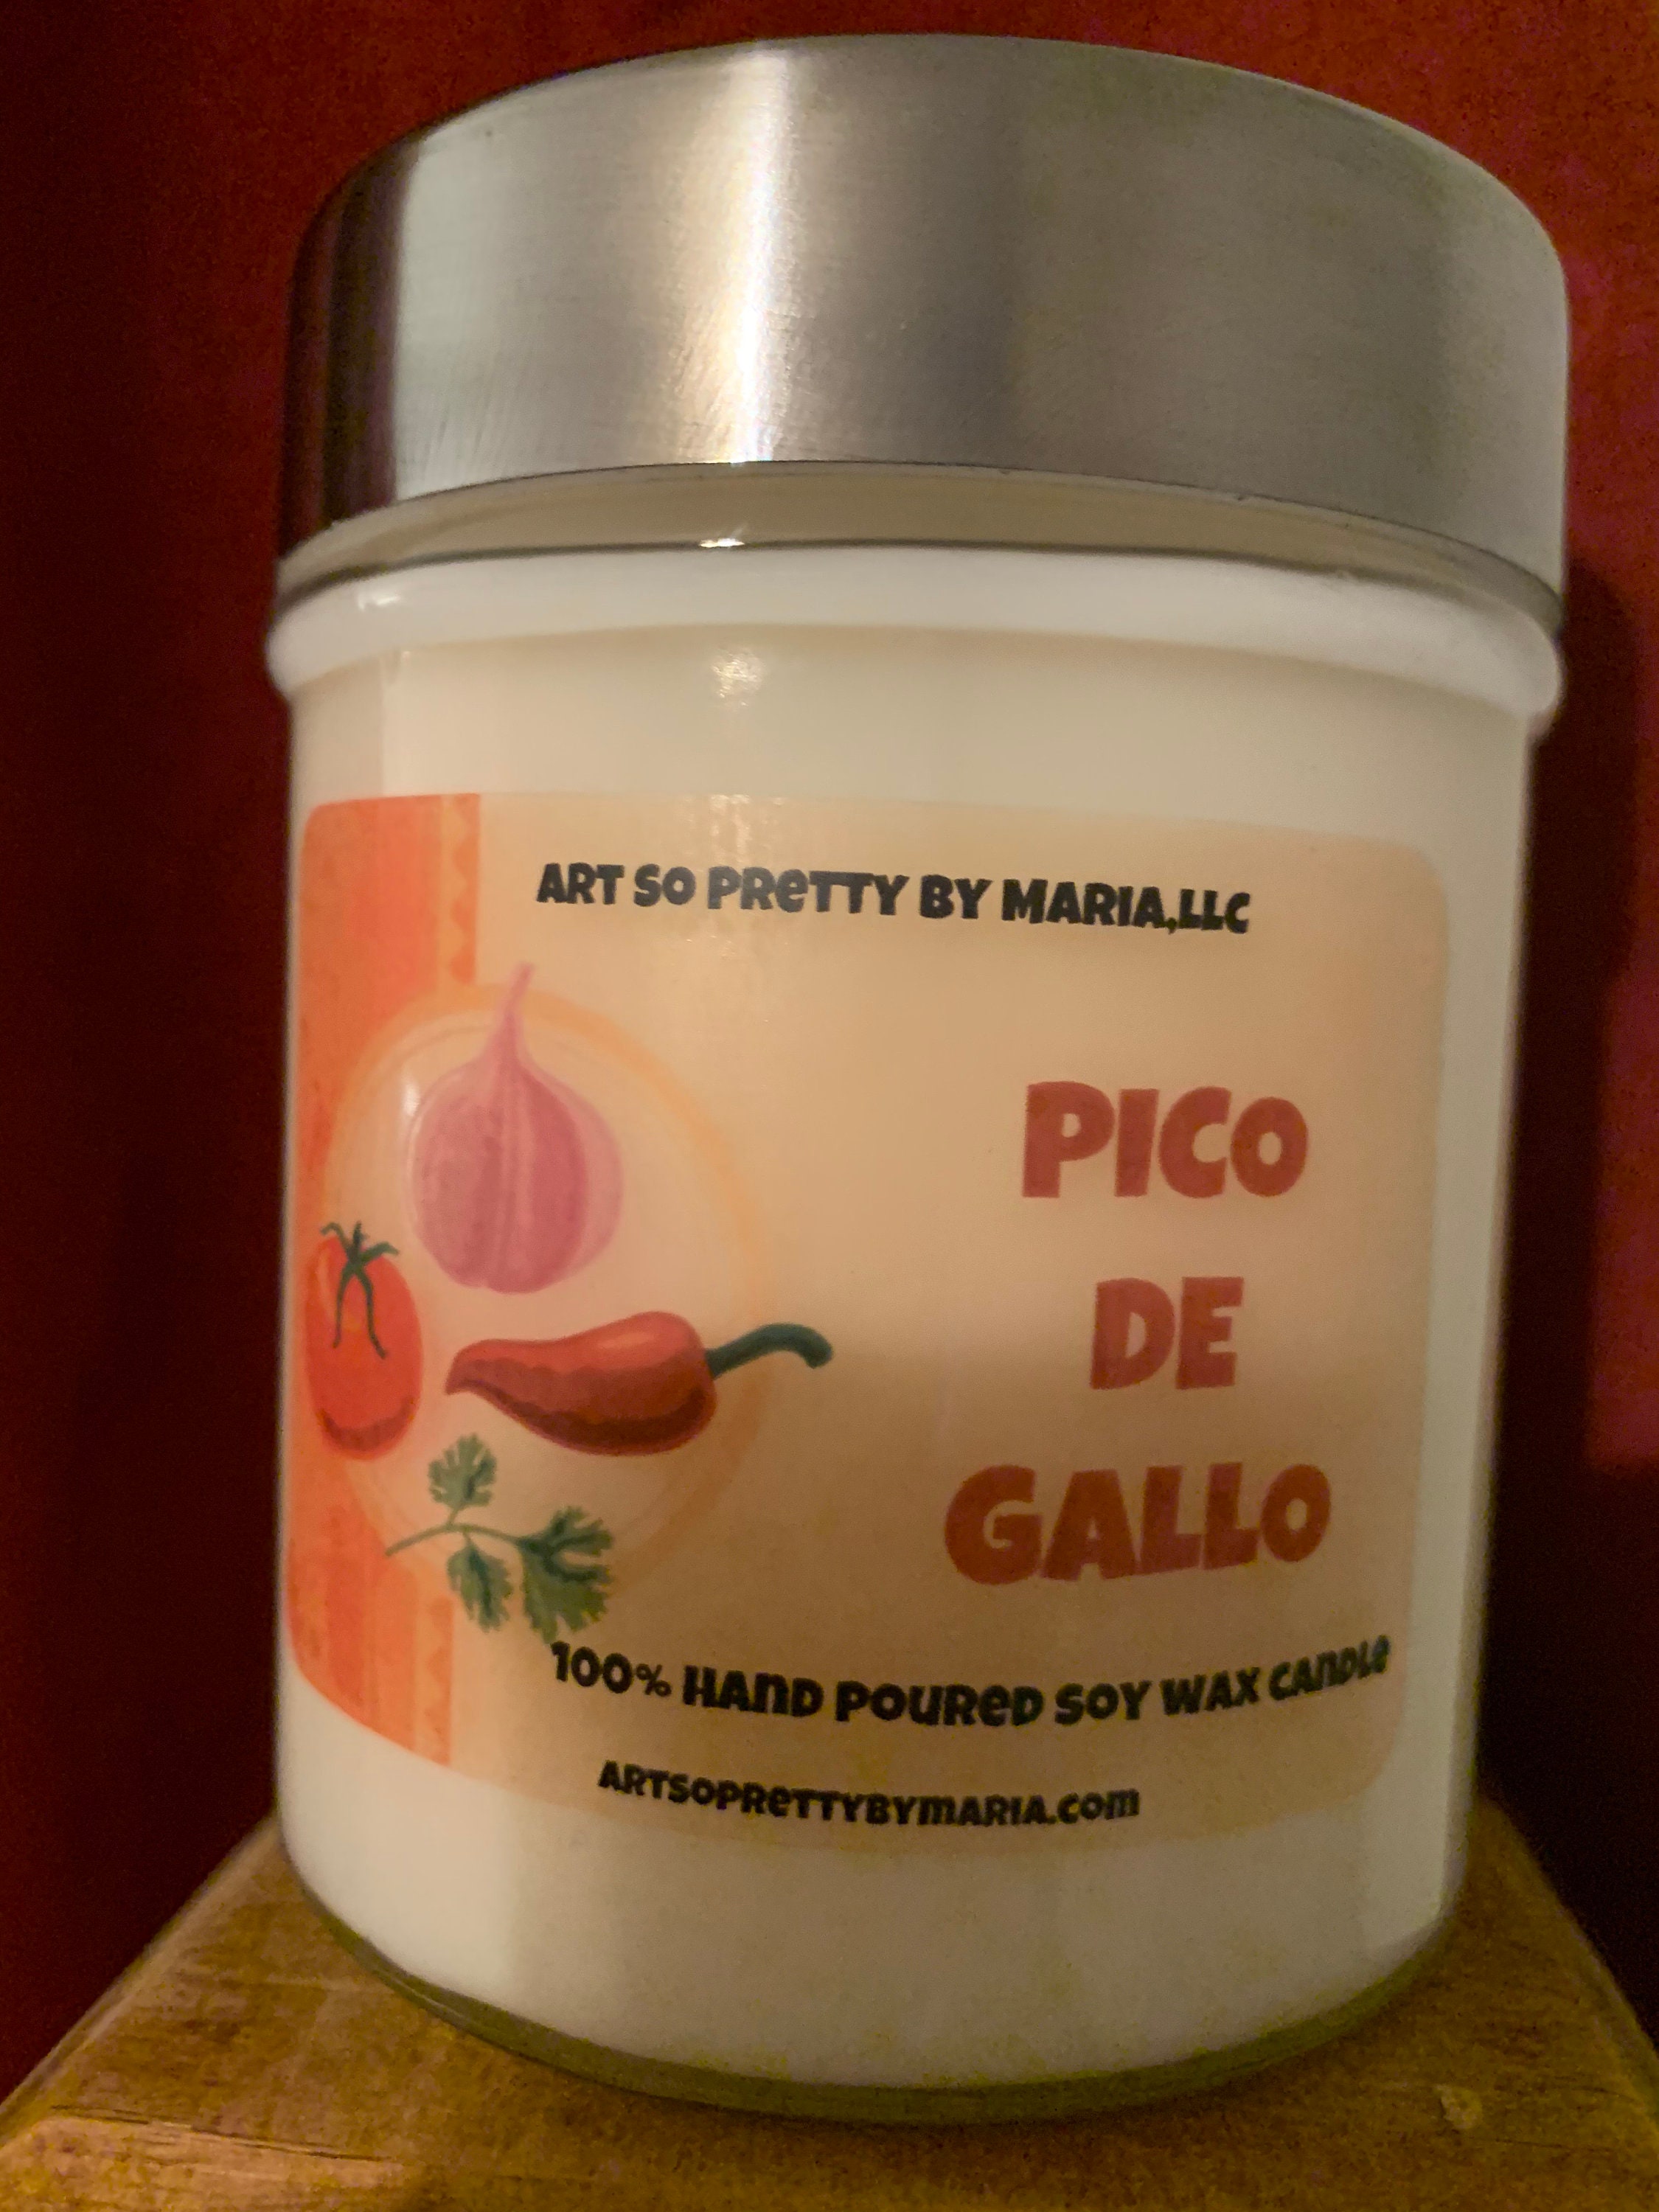 ART SO PRETTY BY MARIA,LLC
PICO
DE
GALLO
100% HAND POURED SOY WAX CANDLE
ARTSOPRETTYBYMARIA.COM